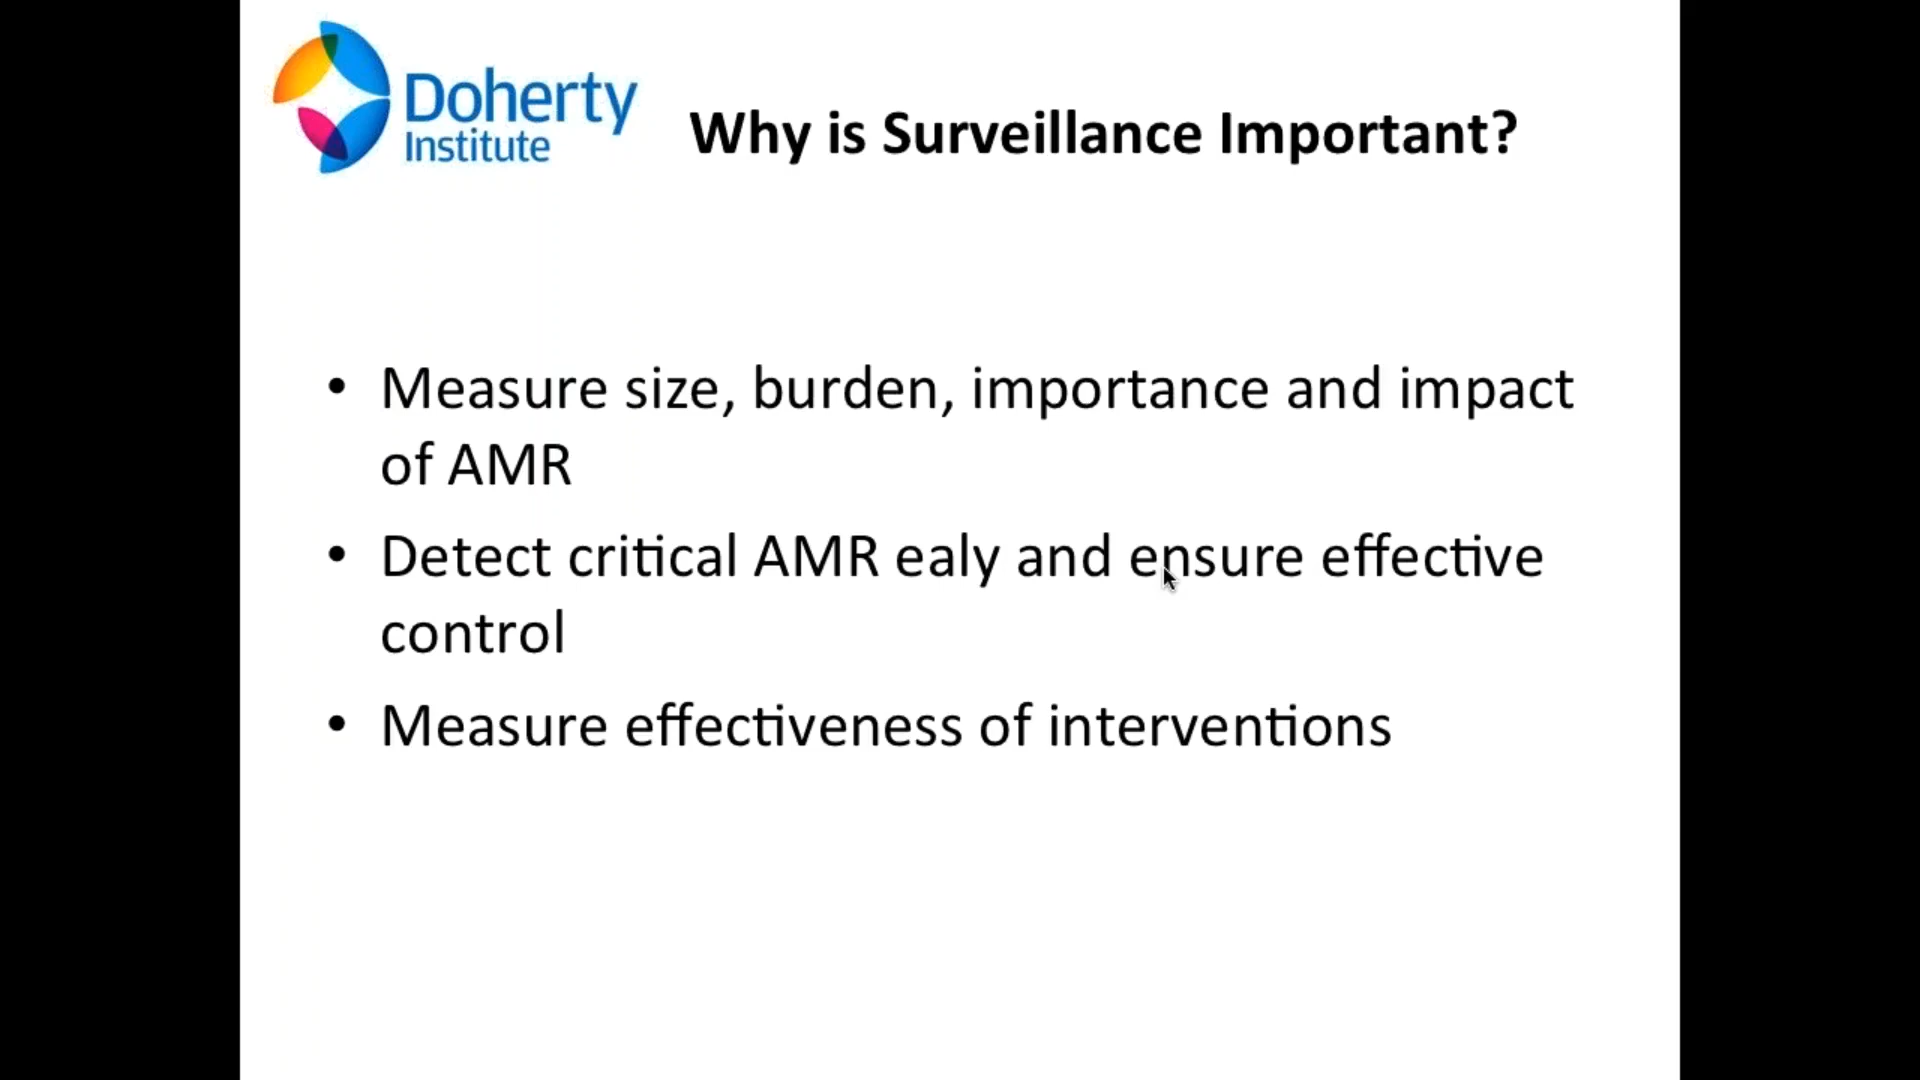 Doherty
Institute
Why is Surveillance Important?
• Measure size, burden, importance and impact
of AMR
• Detect critical AMR ealy and ensure effective
control
• Measure effectiveness of interventions